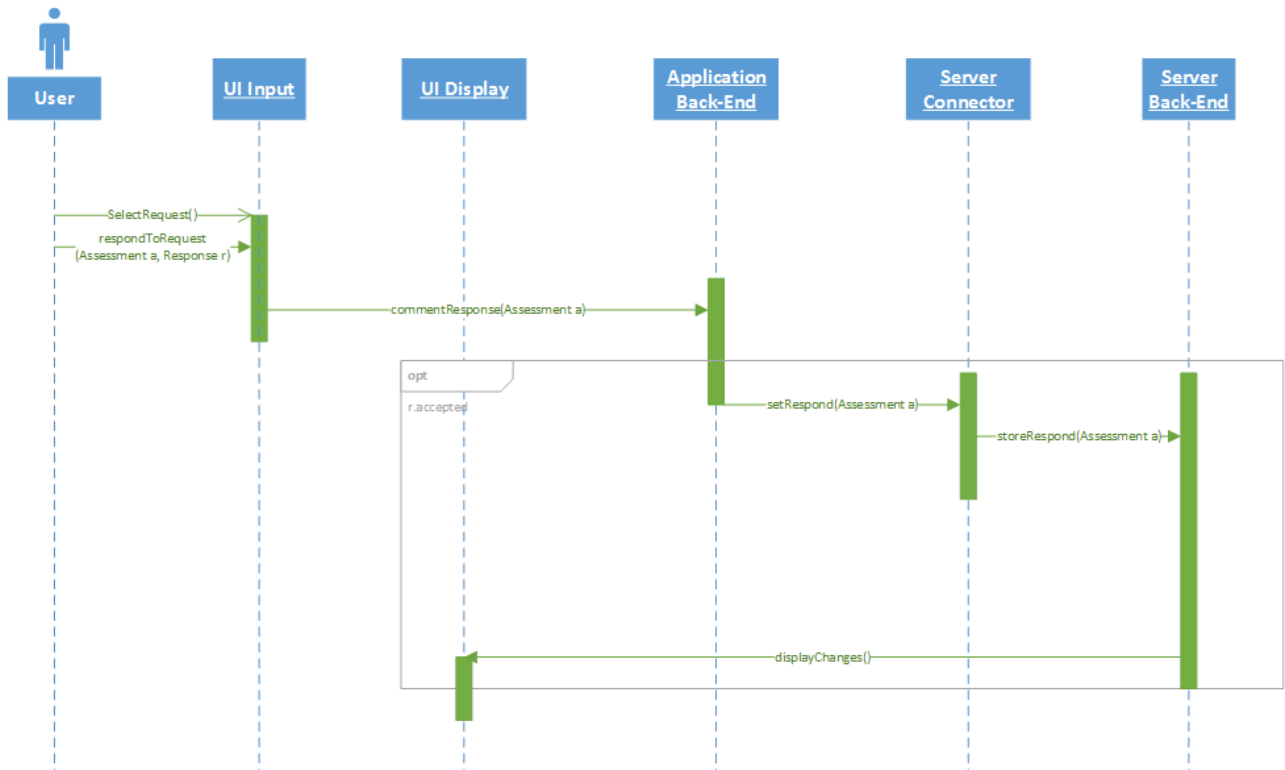 User
UI Input
UI Display
Application
Back-End
Server
Connector
Server
Back-End
SelectRequest()
respondToRequest
(Assessment a, Response r)
commentResponse(Assessment a)
opt
r.accepted
setRespond(Assessment a)
storeRespond(Assessment a)
displayChanges()